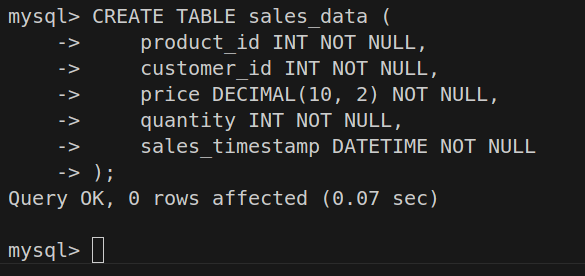 mysql> CREATE TABLE sales_data (
    ->     product_id INT NOT NULL,
    ->     customer_id INT NOT NULL,
    ->     price DECIMAL(10, 2) NOT NULL,
    ->     quantity INT NOT NULL,
    ->     sales_timestamp DATETIME NOT NULL
    -> );
Query OK, 0 rows affected (0.07 sec)

mysql>